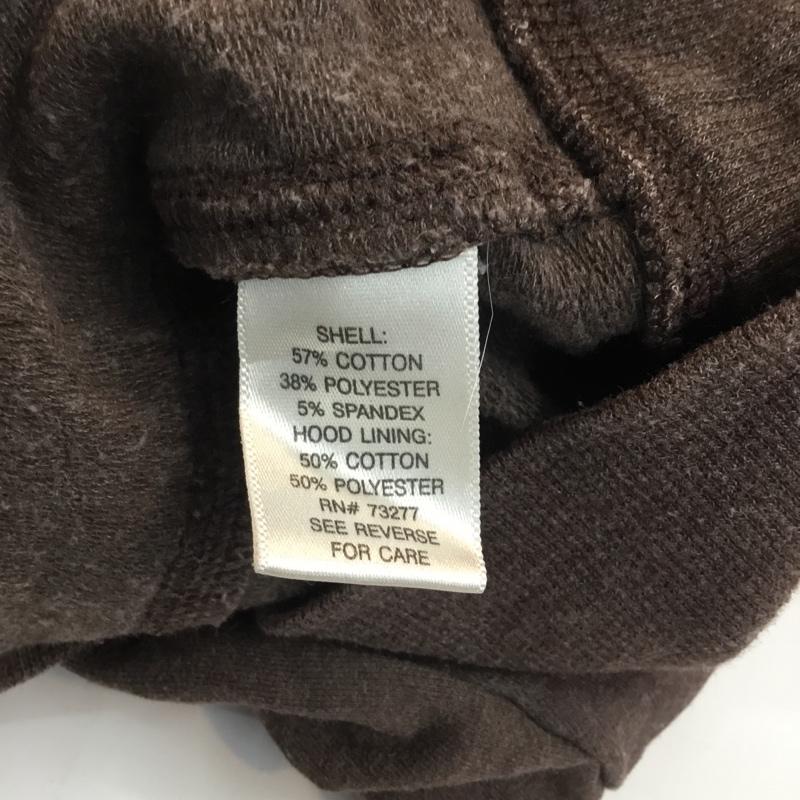 SHELL:
57% COTTON
38% POLYESTER
5% SPANDEX
HOOD LINING:
50% COTTON
50% POLYESTER
RN# 73277
SEE REVERSE
FOR CARE